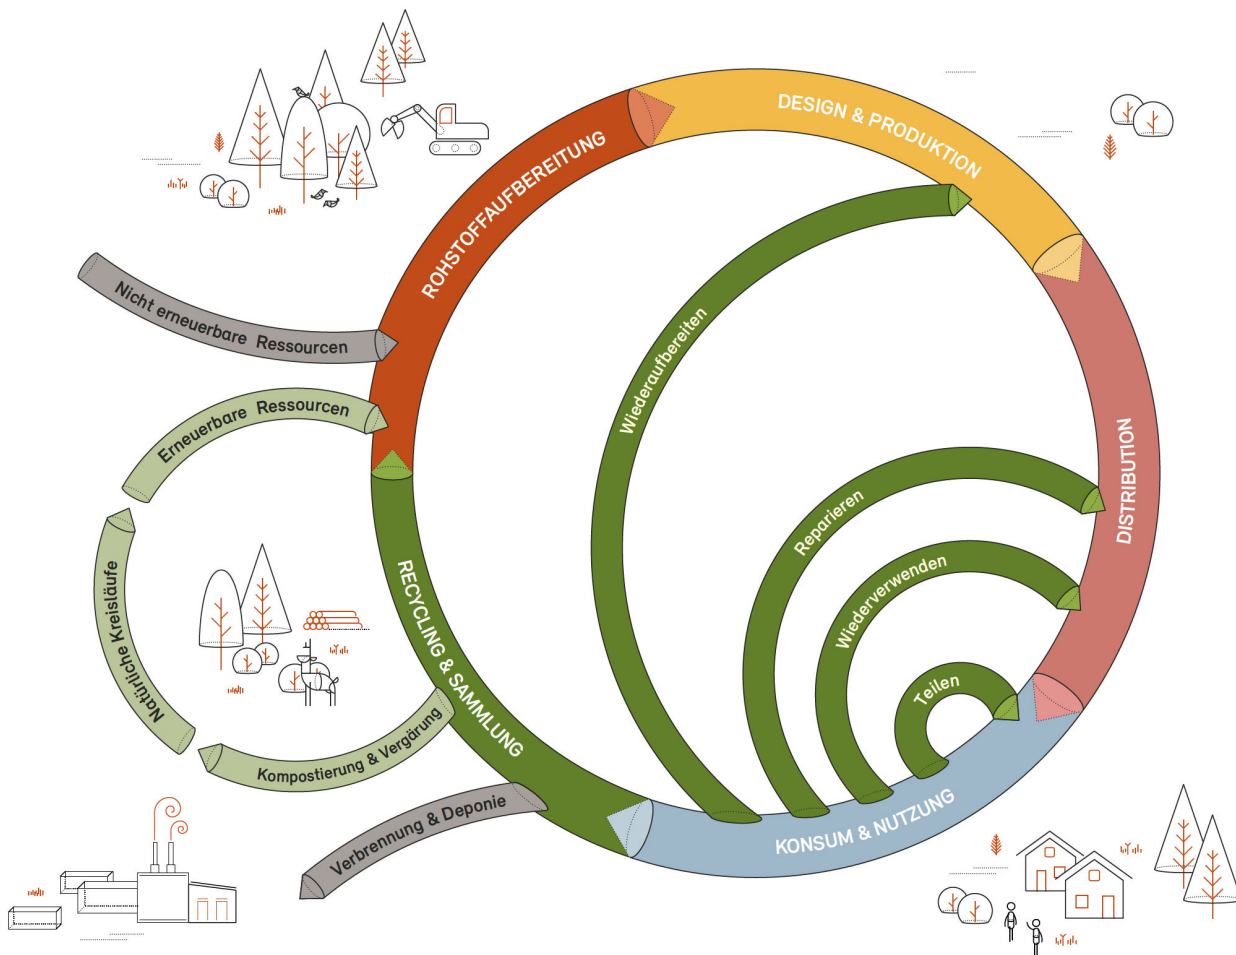 DESIGN & PRODUKTION
ROHSTOFFAUFBEREITUNG
Nicht erneuerbare Ressourcen
Wiederaufbereiten
Erneuerbare Ressourcen
DISTRIBUTION
Reparieren
Wiederverwenden
Natürliche Kreisläufe
RECYCLING & SAMMLUNG
Teilen
Kompostierung & Vergärung
Verbrennung & Deponie
KONSUM & NUTZUNG